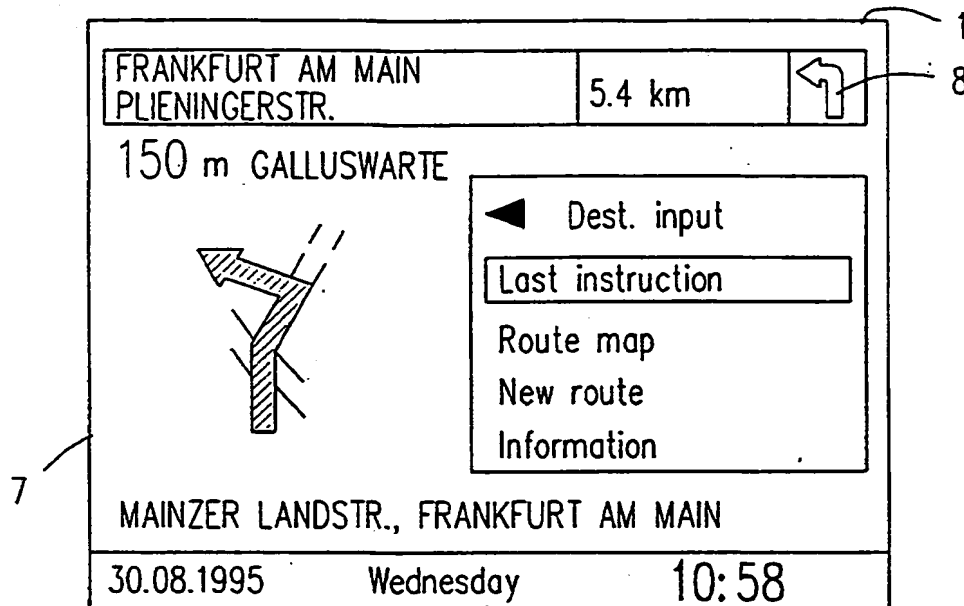 1
FRANKFURT AM MAIN
PLIENINGERSTR.
5.4 km
8
150 m GALLUSWARTE
Dest. input
Last instruction
Route map
New route
Information
7
MAINZER LANDSTR., FRANKFURT AM MAIN
30.08.1995 Wednesday 10:58